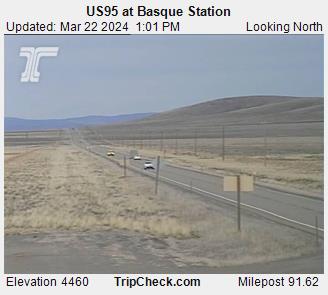 US95 at Basque Station
Updated: Mar 22 2024 1:01 PM Looking North
Elevation 4460 TripCheck.com Milepost 91.62